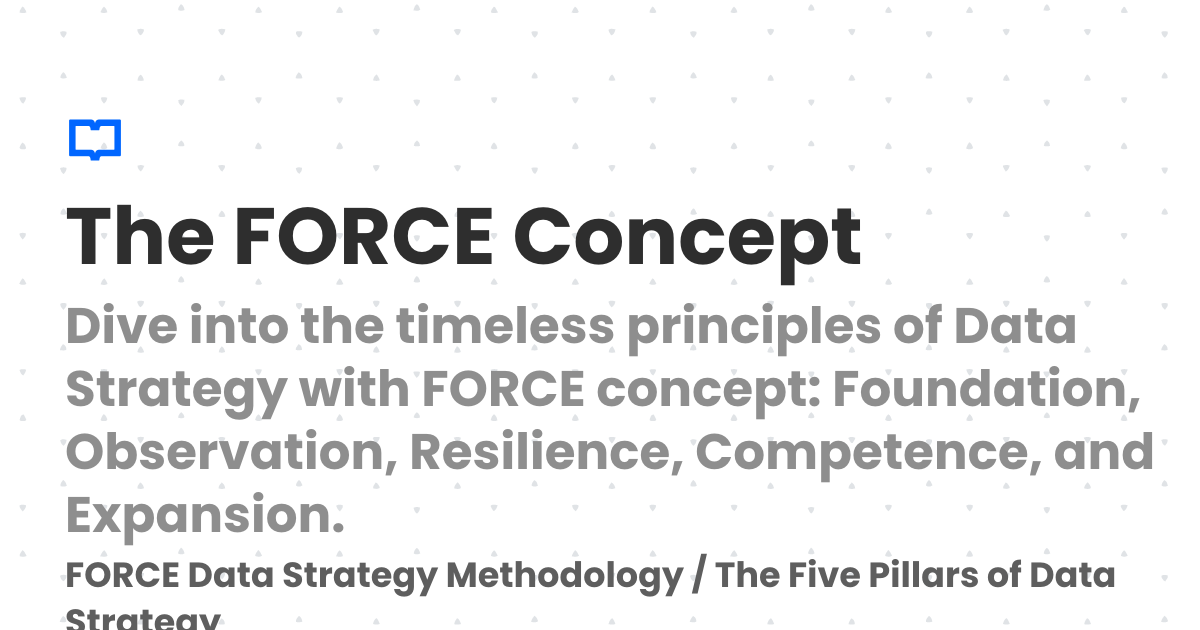 The FORCE Concept
Dive into the timeless principles of Data
Strategy with FORCE concept: Foundation,
Observation, Resilience, Competence, and
Expansion.
FORCE Data Strategy Methodology / The Five Pillars of Data
Strategy